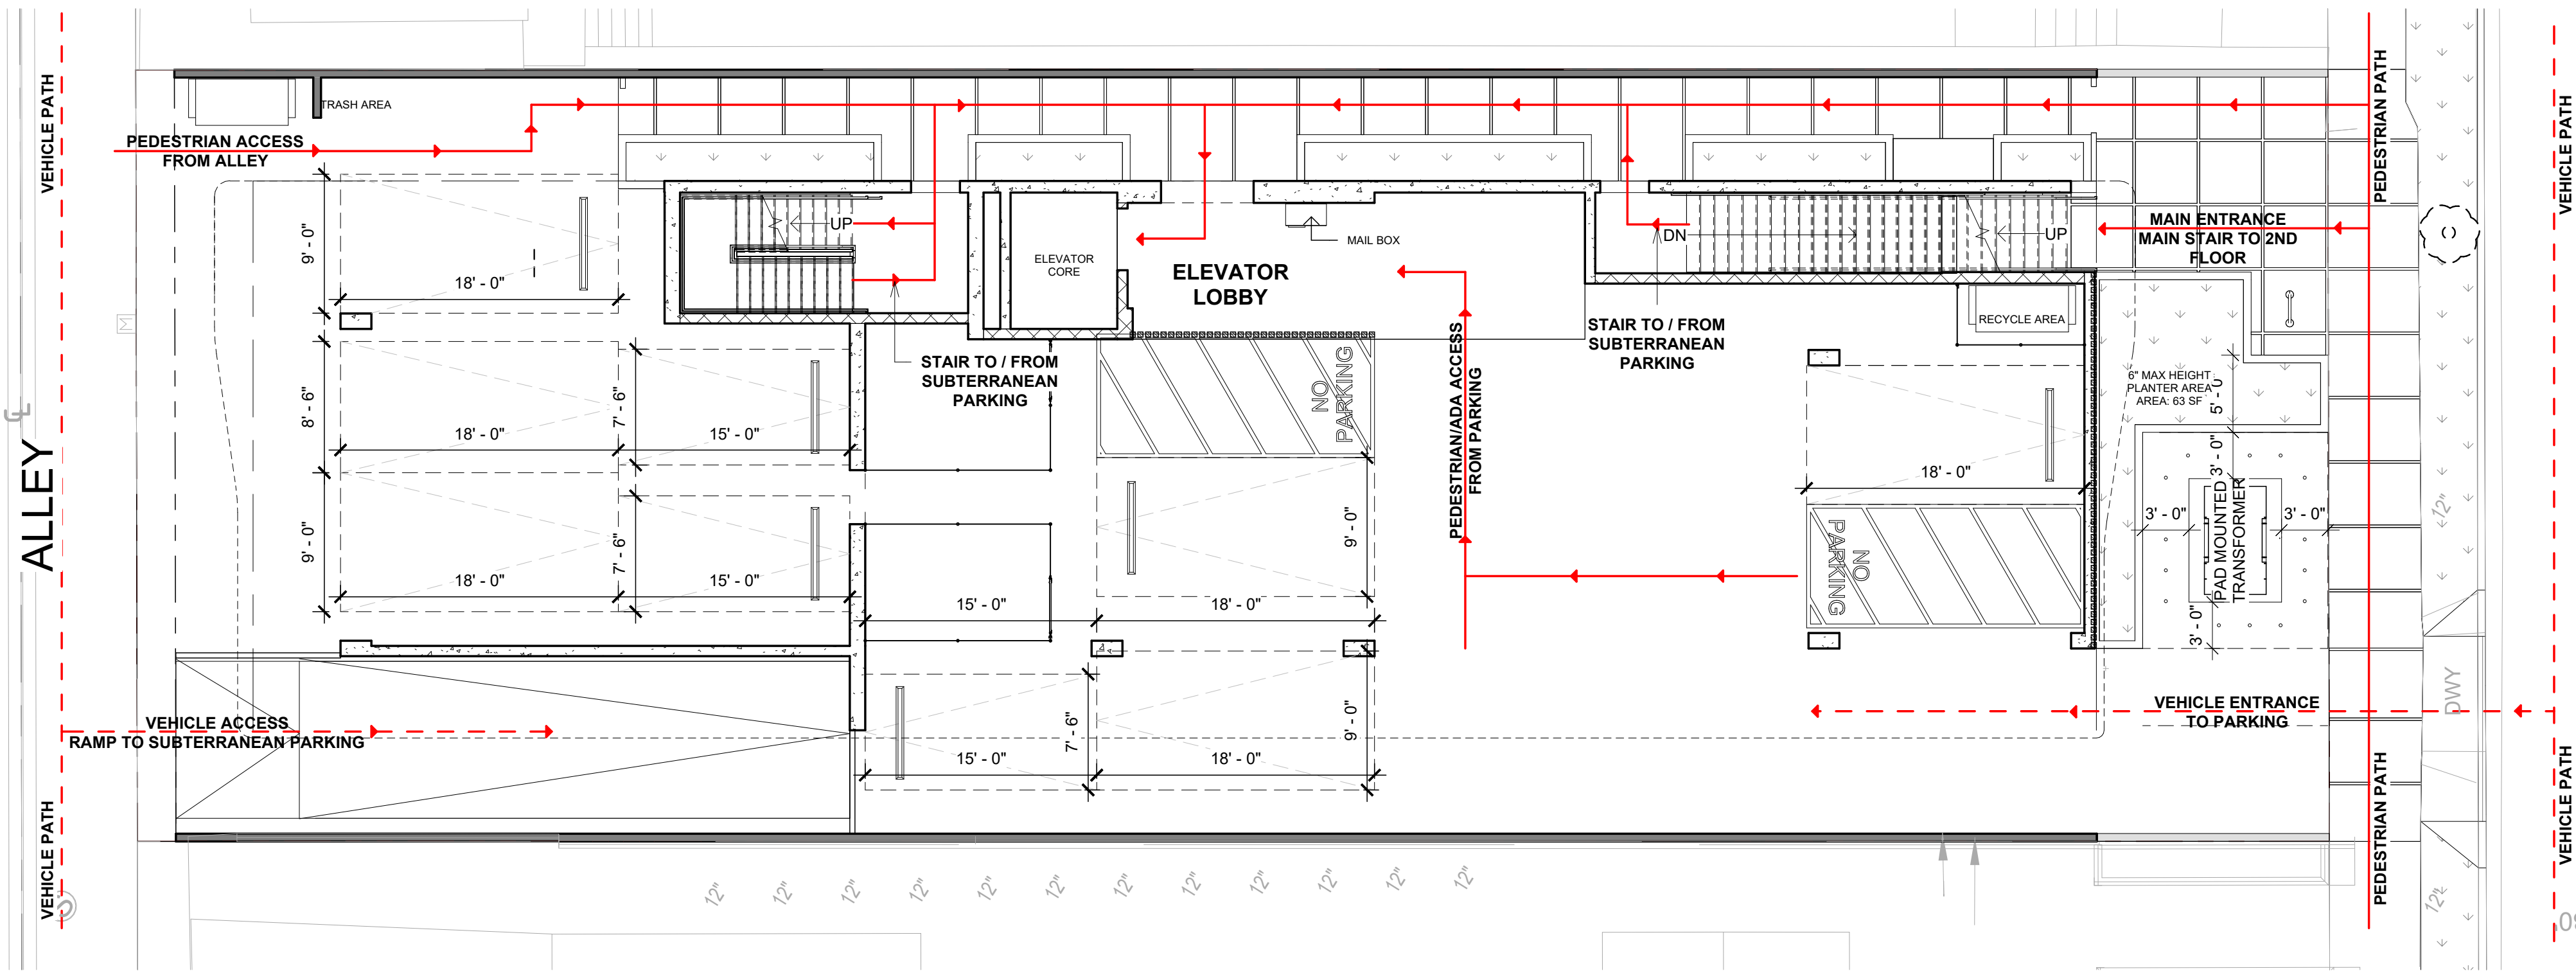 VEHICLE PATH
TRASH AREA
PEDESTRIAN ACCESS
FROM ALLEY
PEDESTRIAN PATH
VEHICLE PATH
9' - 0"
18' - 0"
UP
ELEVATOR
CORE
ELEVATOR
LOBBY
MAIL BOX
DN
UP
MAIN ENTRANCE
MAIN STAIR TO 2ND
FLOOR
M
RECYCLE AREA
STAIR TO / FROM
SUBTERRANEAN
PARKING
STAIR TO / FROM
SUBTERRANEAN
PARKING
NO
PARKING
PEDESTRIAN/ADA ACCESS
FROM PARKING
6" MAX HEIGHT
PLANTER AREA
AREA: 63 SF
5' - 0"
ALLEY
8' - 6"
18' - 0"
7' - 6"
15' - 0"
18' - 0"
3' - 0"
9' - 0"
18' - 0"
7' - 6"
15' - 0"
9' - 0"
NO
PARKING
3' - 0"
PAD MOUNTED
TRANSFORMER
3' - 0"
12"
15' - 0"
18' - 0"
3' - 0"
VEHICLE ACCESS
RAMP TO SUBTERRANEAN PARKING
7' - 6"
9' - 0"
15' - 0"
18' - 0"
VEHICLE ENTRANCE
TO PARKING
DWY
VEHICLE PATH
PEDESTRIAN PATH
VEHICLE PATH
12"
12"
12"
12"
12"
12"
12"
12"
12"
12"
12"
12"
12"